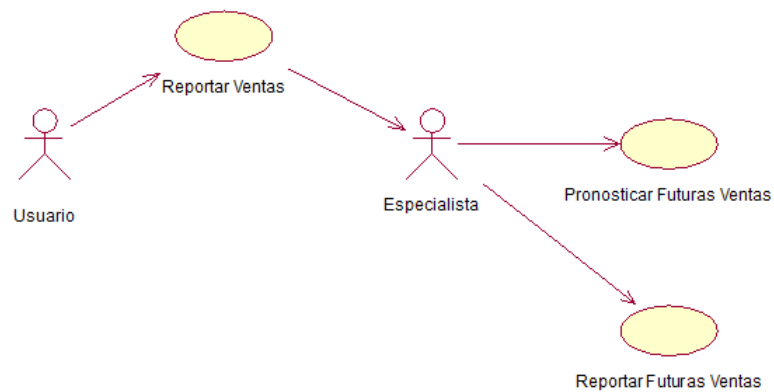 Reportar Ventas
Usuario
Especialista
Pronosticar Futuras Ventas
Reportar Futuras Ventas